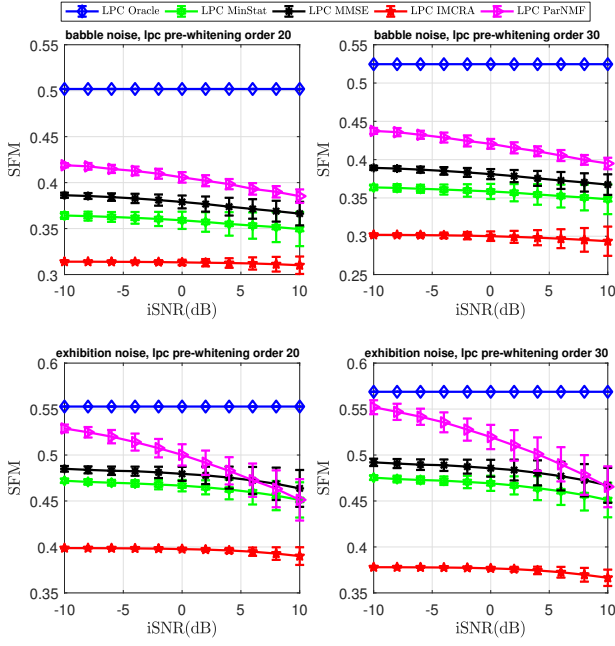 LPC Oracle LPC MinStat LPC MMSE LPC IMCRA LPC ParNMF
babble noise, lpc pre-whitening order 20
0.55
0.5
0.4
0.35
0.3
SFM
-10 -5 0 5 10
iSNR(dB)
babble noise, lpc pre-whitening order 30
0.55
0.5
0.45
0.4
0.35
0.3
0.25
SFM
-10 -5 0 5 10
iSNR(dB)
exhibition noise, lpc pre-whitening order 20
0.6
0.55
0.5
0.45
0.4
0.35
SFM
-10 -5 0 5 10
iSNR(dB)
exhibition noise, lpc pre-whitening order 30
0.6
0.55
0.5
0.45
0.4
0.35
SFM
-10 -5 0 5 10
iSNR(dB)